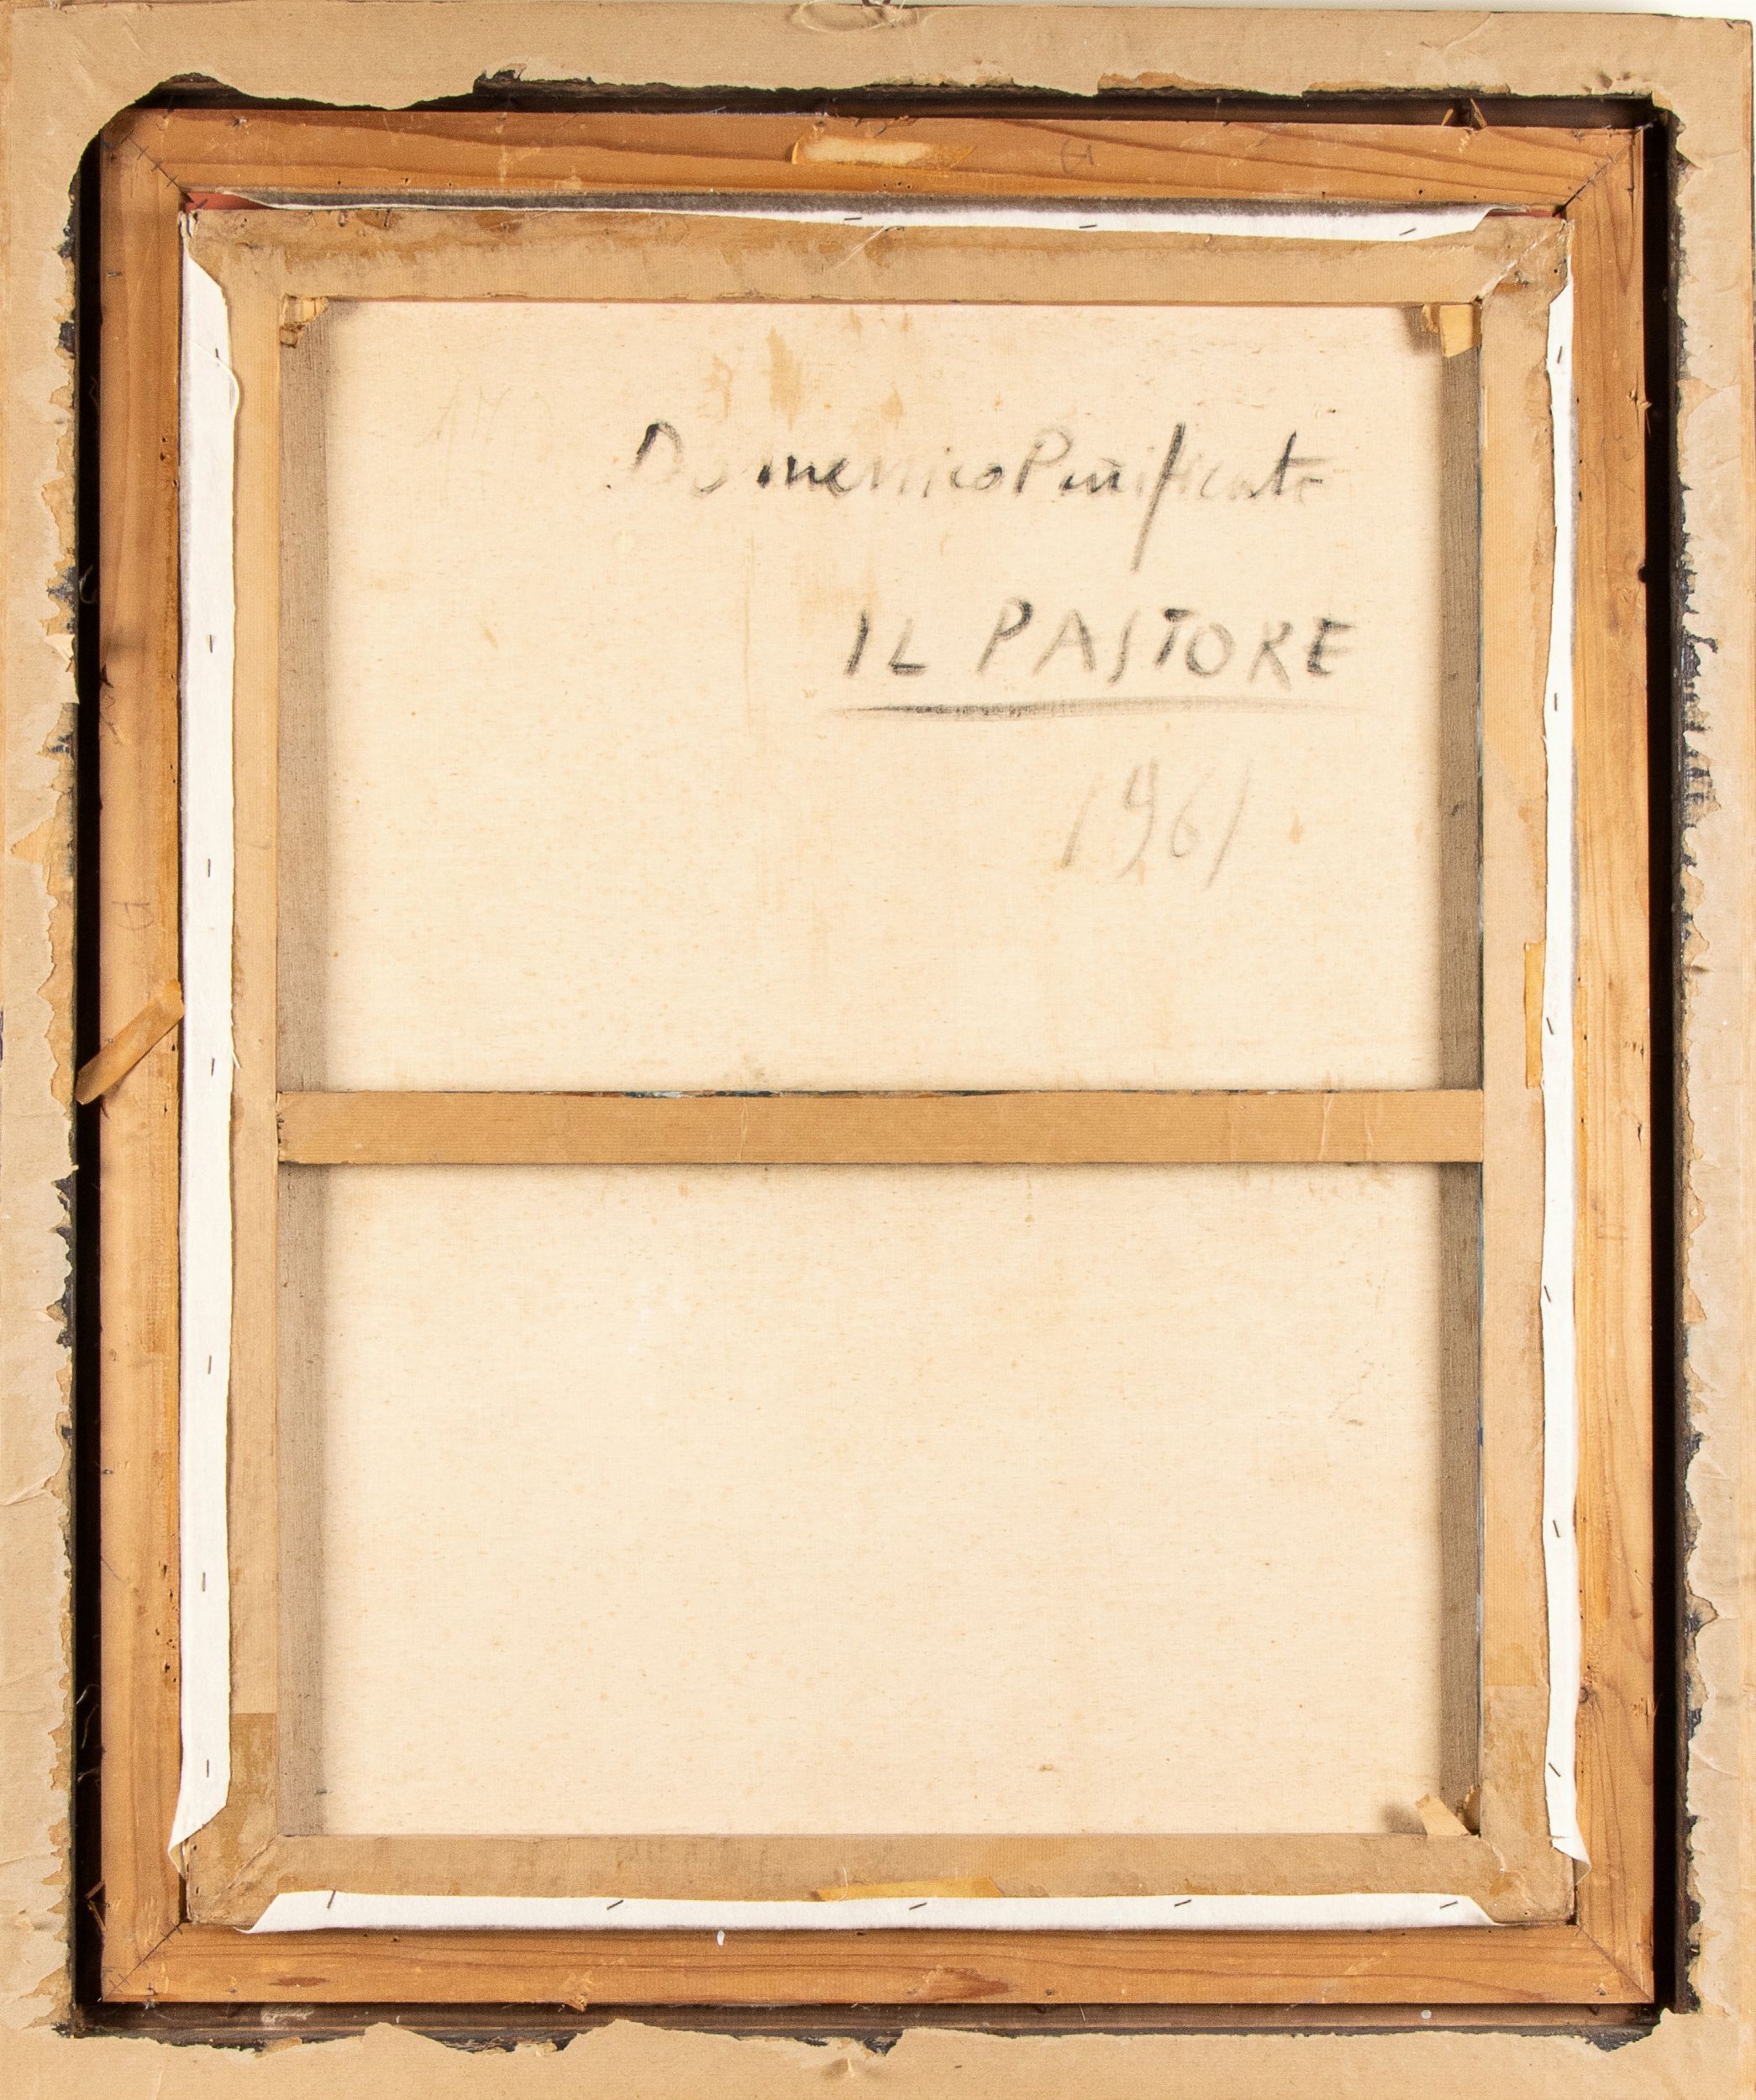 Domenico Purificato
IL PASTORE
1961